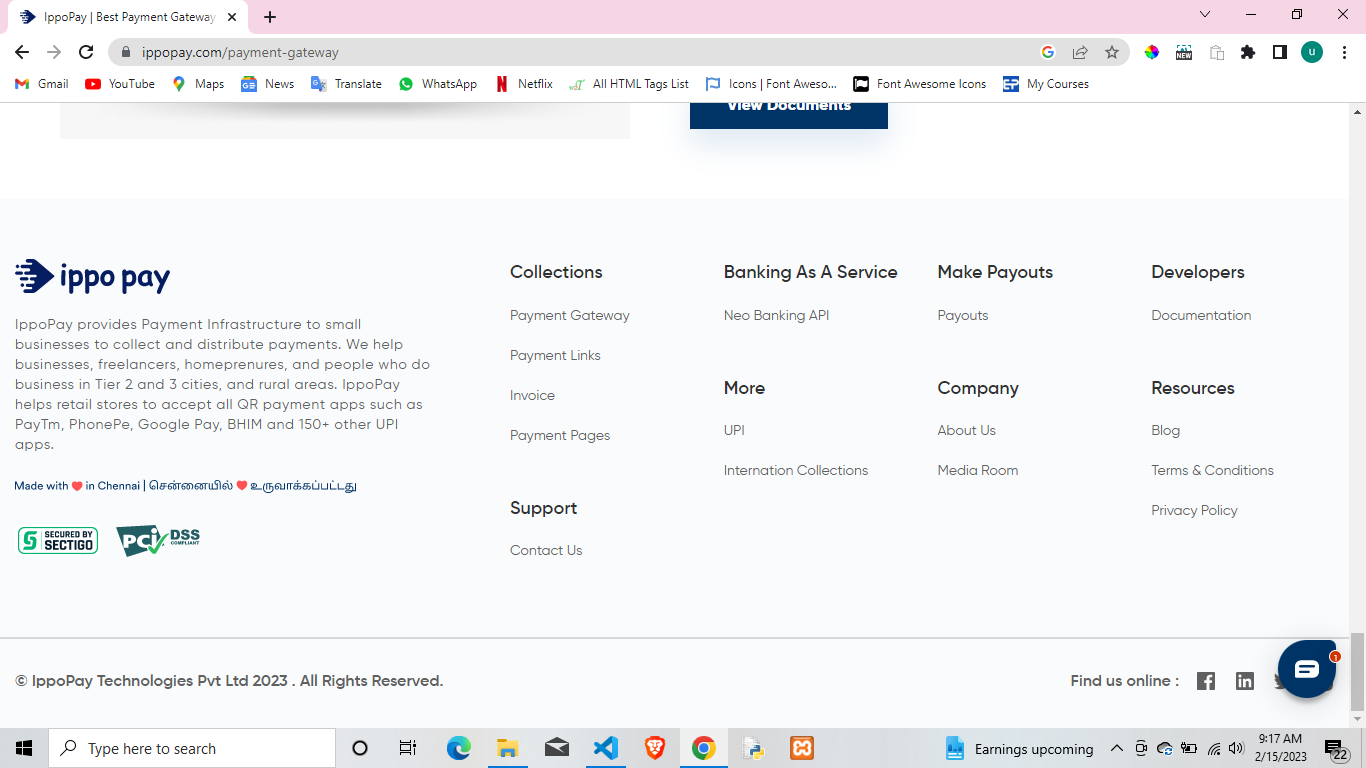 IppoPay | Best Payment Gateway
ippopay.com/payment-gateway
NEW
u
Gmail
YouTube
Maps
News
Translate
WhatsApp
Netflix
All HTML Tags List
Icons | Font Aweso...
Font Awesome Icons
My Courses
View Documents
ippo pay
IppoPay provides Payment Infrastructure to small
businesses to collect and distribute payments. We help
businesses, freelancers, homeprenures, and people who do
business in Tier 2 and 3 cities, and rural areas. IppoPay
helps retail stores to accept all QR payment apps such as
PayTm, PhonePe, Google Pay, BHIM and 150+ other UPI
apps.
Made with ❤ in Chennai | சென்னையில் ❤ உருவாக்கப்பட்டது
SECURED BY
SECTIGO
PCI DSS
COMPLIANT
Collections
Payment Gateway
Payment Links
Invoice
Payment Pages
Support
Contact Us
Banking As A Service
Neo Banking API
More
UPI
Internation Collections
Make Payouts
Payouts
Company
About Us
Media Room
Developers
Documentation
Resources
Blog
Terms & Conditions
Privacy Policy
© IppoPay Technologies Pvt Ltd 2023 . All Rights Reserved.
Find us online :
1
Type here to search
Earnings upcoming
9:17 AM
2/15/2023
22